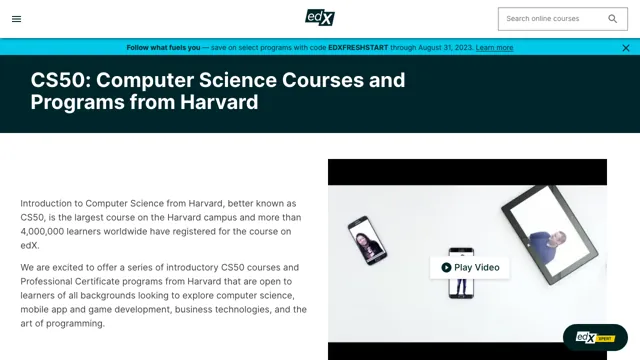 edX
Search online courses
Follow what fuels you — save on select programs with code EDXFRESHSTART through August 31, 2023. Learn more
CS50: Computer Science Courses and
Programs from Harvard
Introduction to Computer Science from Harvard, better known as
CS50, is the largest course on the Harvard campus and more than
4,000,000 learners worldwide have registered for the course on
edX.
We are excited to offer a series of introductory CS50 courses and
Professional Certificate programs from Harvard that are open to
learners of all backgrounds looking to explore computer science,
mobile app and game development, business technologies, and the
art of programming.
Play Video
edX XPERT